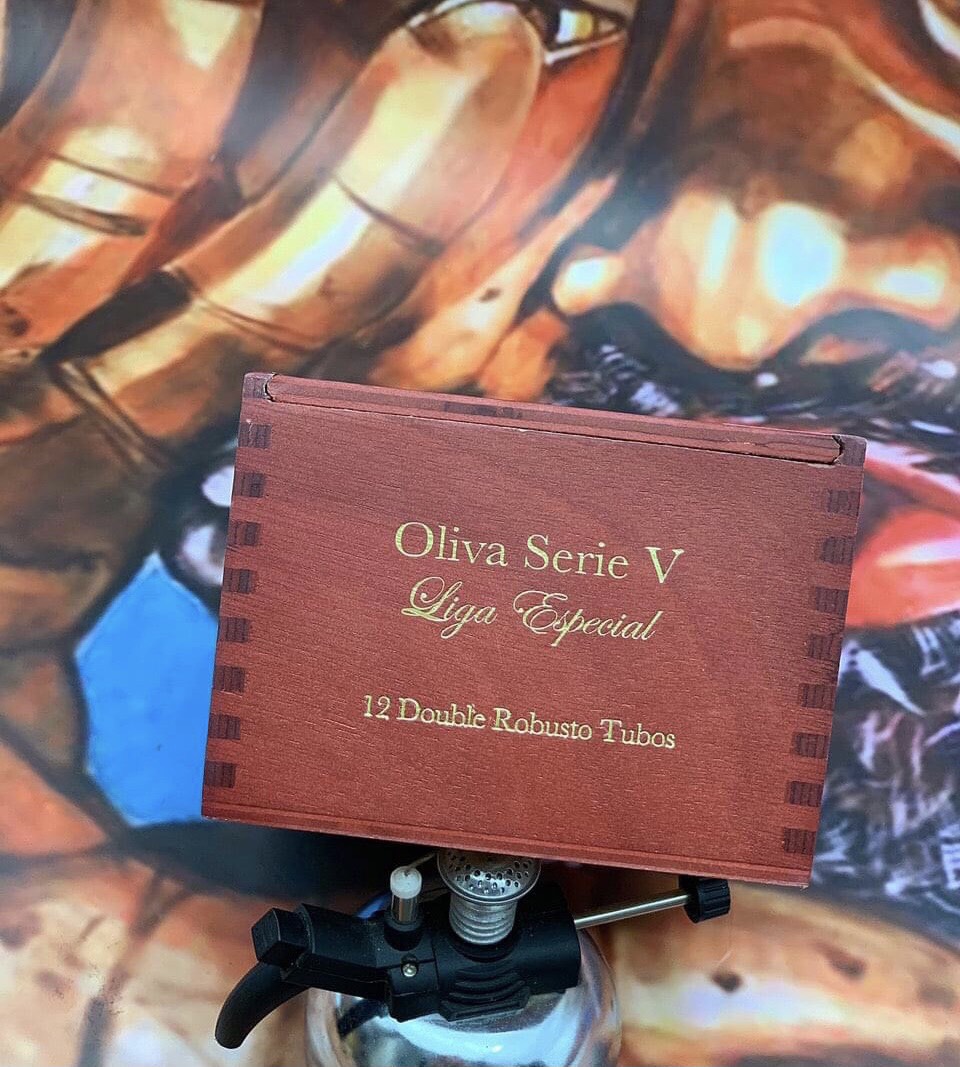 Oliva Serie V
Liga Especial
12 Double Robusto Tubos